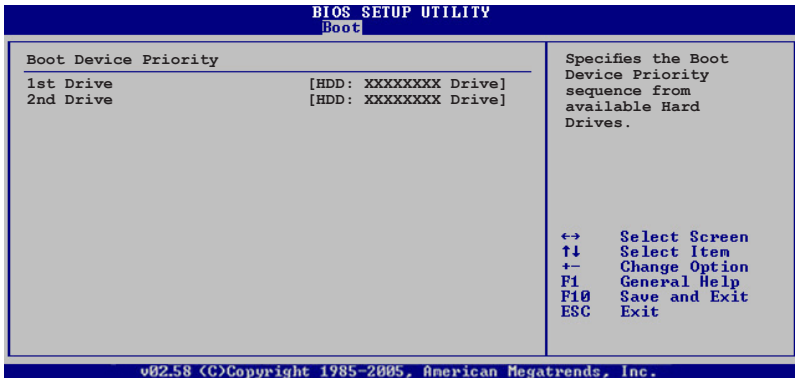 BIOS SETUP UTILITY
Boot
Boot Device Priority
1st Drive [HDD: XXXXXXXX Drive]
2nd Drive [HDD: XXXXXXXX Drive]
Specifies the Boot
Device Priority
sequence from
available Hard
Drives.
←→ Select Screen
↑↓ Select Item
+- Change Option
F1 General Help
F10 Save and Exit
ESC Exit
v02.58 (C)Copyright 1985-2005, American Megatrends, Inc.